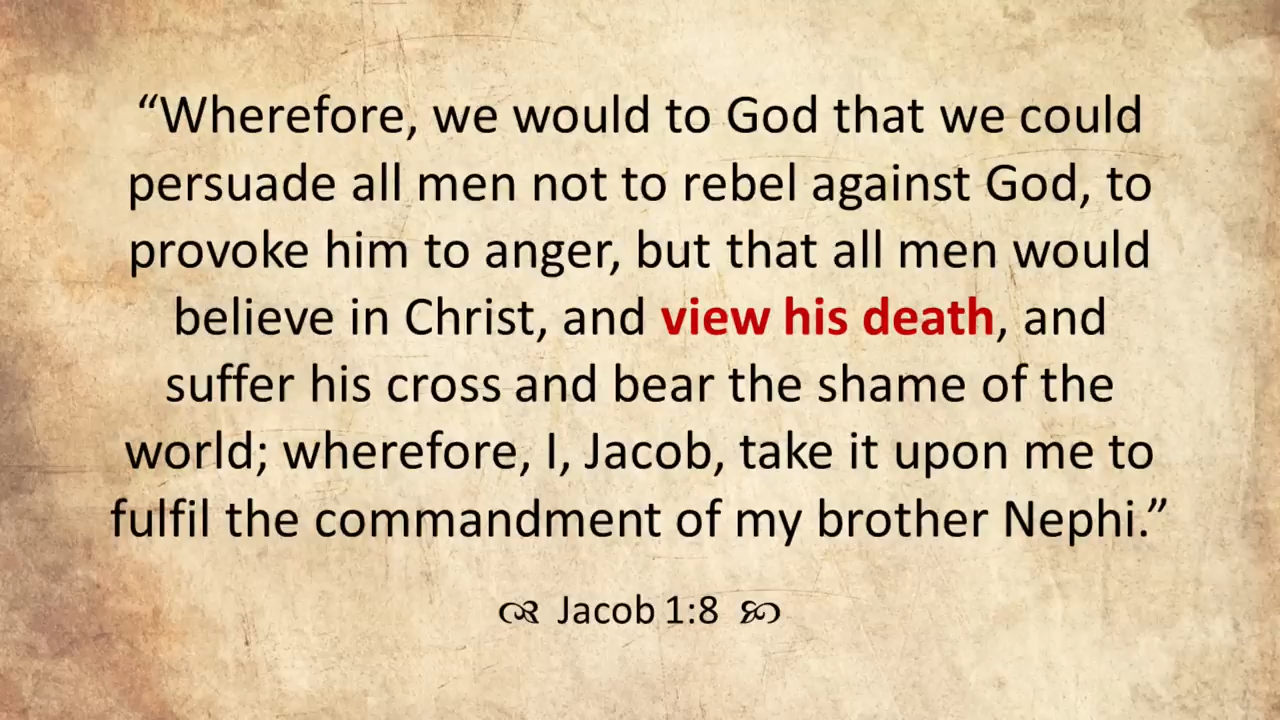 “Wherefore, we would to God that we could
persuade all men not to rebel against God, to
provoke him to anger, but that all men would
believe in Christ, and view his death, and
suffer his cross and bear the shame of the
world; wherefore, I, Jacob, take it upon me to
fulfil the commandment of my brother Nephi.”
Jacob 1:8